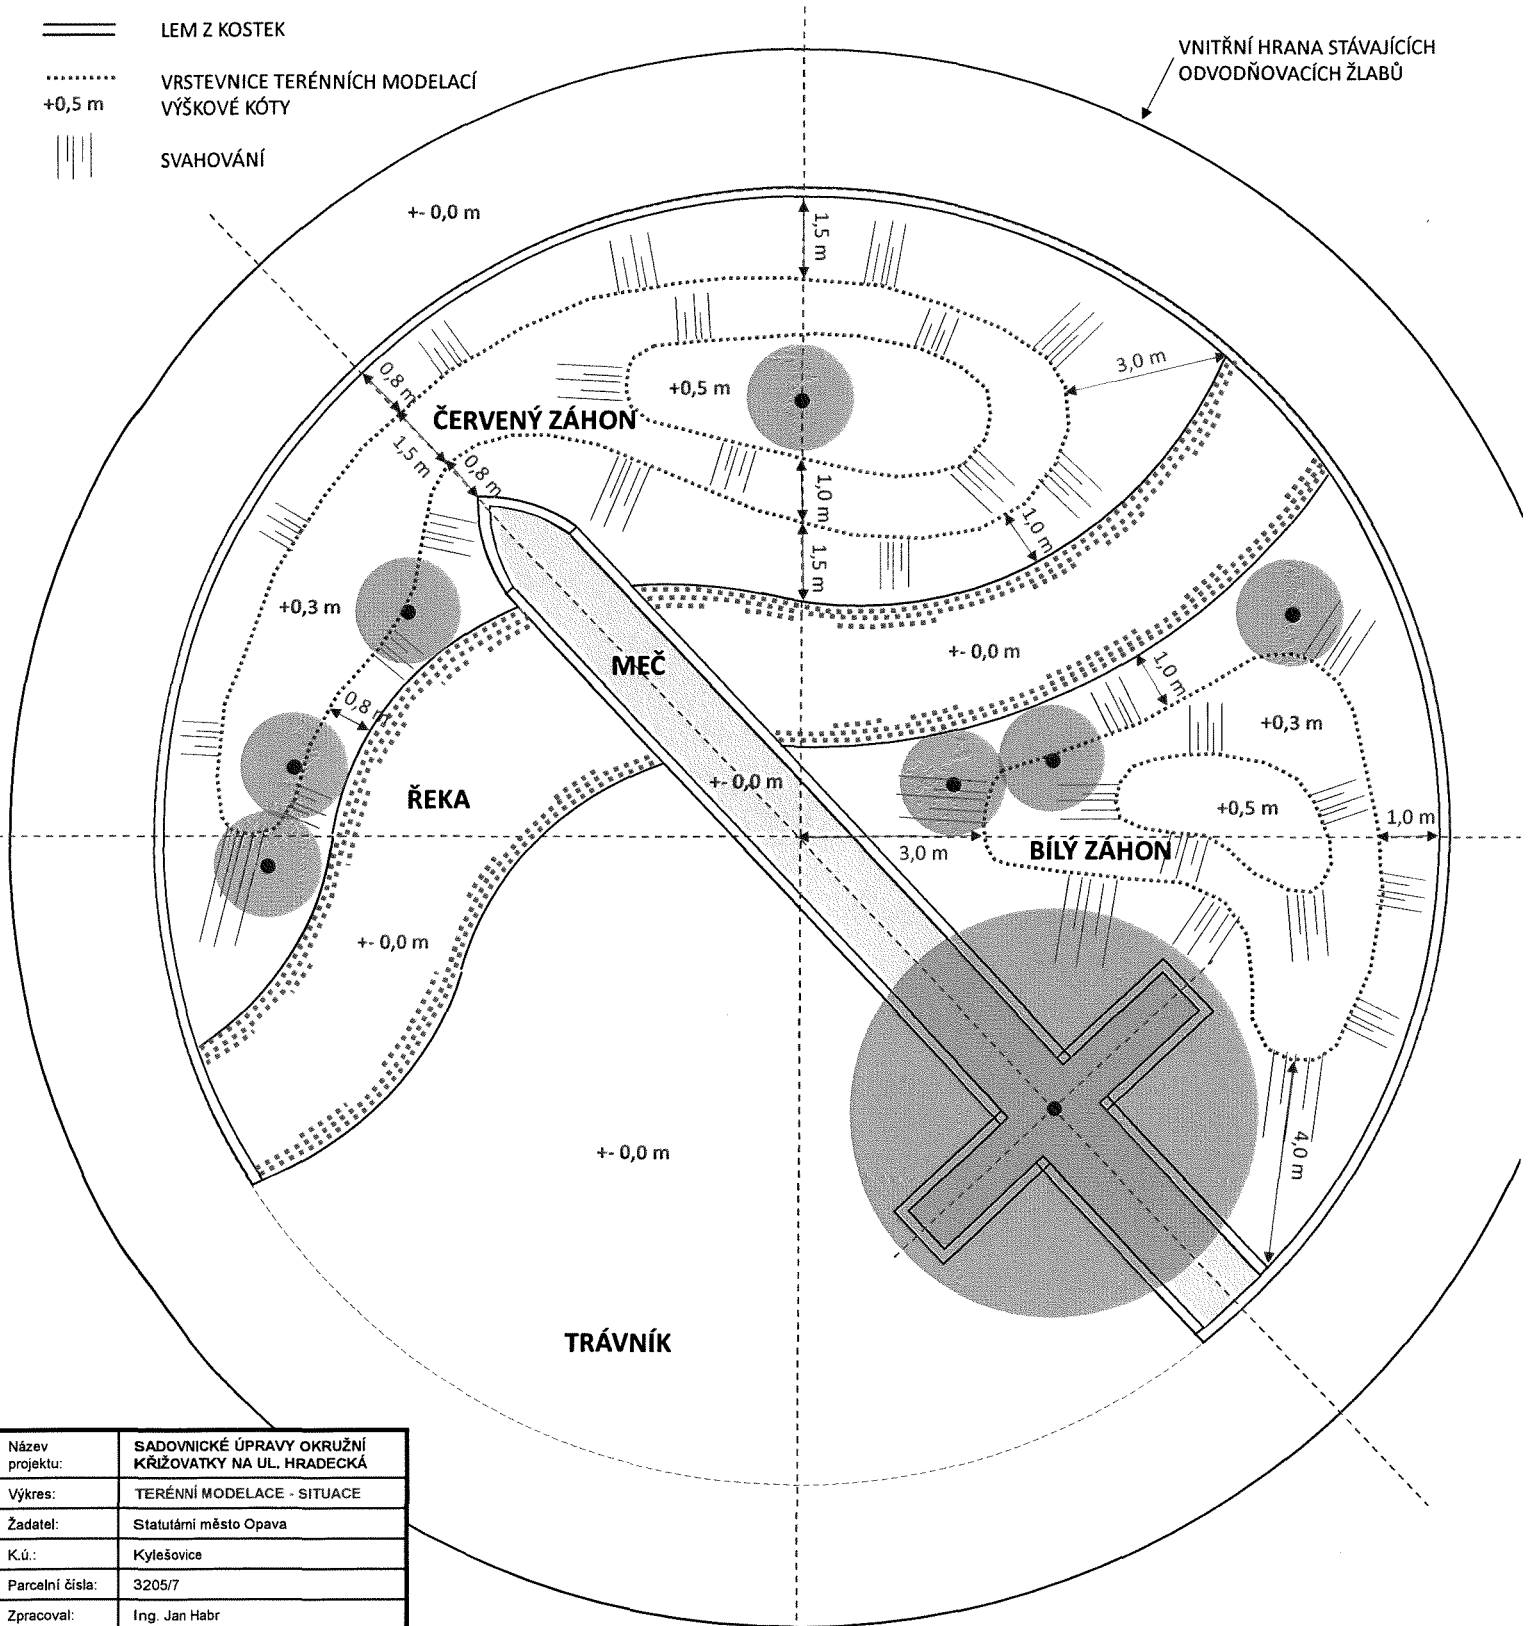 LEM Z KOSTEK
VRSTEVNICE TERÉNNÍCH MODELACÍ
+0,5 m
VÝŠKOVÉ KÓTY
SVAHOVÁNÍ
VNITŘNÍ HRANA STÁVAJÍCÍCH
ODVODŇOVACÍCH ŽLABŮ
+- 0,0 m
1,5 m
3,0 m
0,8 m
+0,5 m
ČERVENÝ ZÁHON
1,5 m
0,8 m
1,0 m
1,0 m
1,5 m
+0,3 m
+- 0,0 m
MEČ
1,0 m
0,8 m
+0,3 m
+- 0,0 m
ŘEKA
+0,5 m
1,0 m
3,0 m
BÍLÝ ZÁHON
+- 0,0 m
+- 0,0 m
4,0 m
TRÁVNÍK
Název
projektu:
SADOVNICKÉ ÚPRAVY OKRUŽNÍ
KŘIŽOVATKY NA UL. HRADECKÁ
Výkres:
TERÉNNÍ MODELACE - SITUACE
Žadatel:
Statutární město Opava
K.ú.:
Kylešovice
Parcelní čísla:
3205/7
Zpracoval:
Ing. Jan Habr